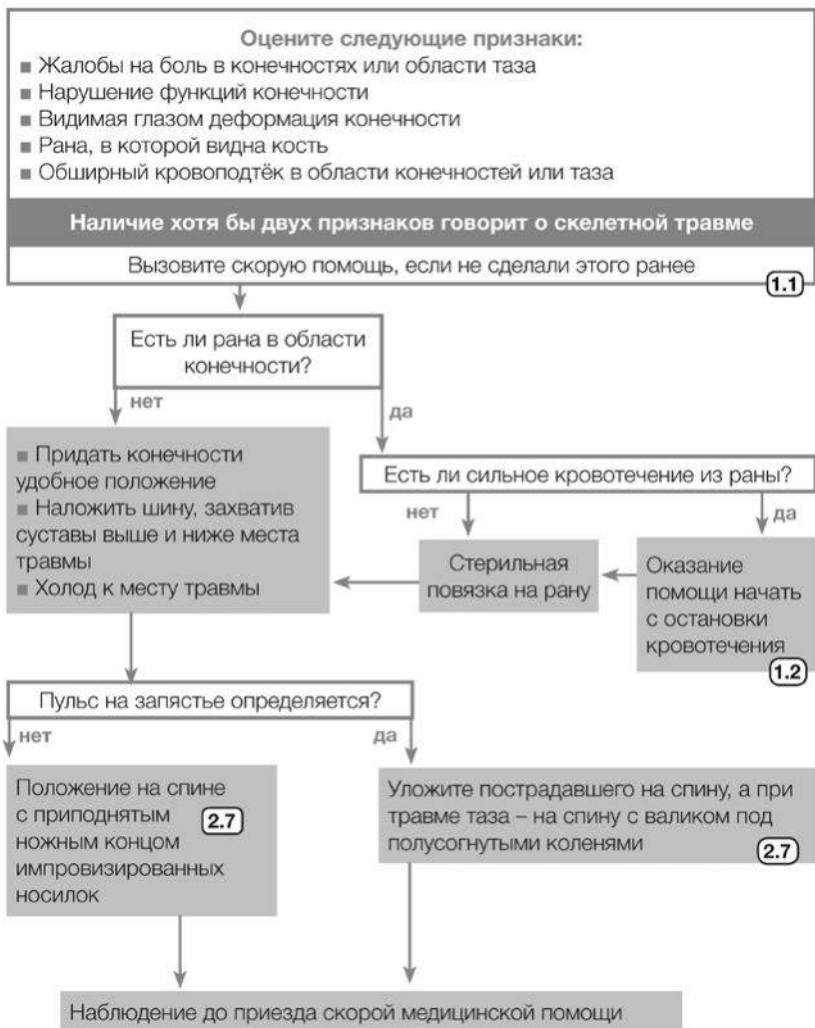 Оцените следующие признаки:
■ Жалобы на боль в конечностях или области таза
■ Нарушение функций конечности
■ Видимая глазом деформация конечности
■ Рана, в которой видна кость
■ Обширный кровоподтёк в области конечностей или таза
Наличие хотя бы двух признаков говорит о скелетной травме
Вызовите скорую помощь, если не сделали этого ранее
1.1
Есть ли рана в области
конечности?
нет
да
■ Придать конечности
удобное положение
■ Наложить шину, захватив
суставы выше и ниже места
травмы
■ Холод к месту травмы
Есть ли сильное кровотечение из раны?
нет
да
Стерильная
повязка на рану
Оказание
помощи начать
с остановки
кровотечения
1.2
Пульс на запястье определяется?
нет
да
Положение на спине
с приподнятым
ножным концом
импровизированных
носилок
2.7
Уложите пострадавшего на спину, а при
травме таза – на спину с валиком под
полусогнутыми коленями
2.7
Наблюдение до приезда скорой медицинской помощи